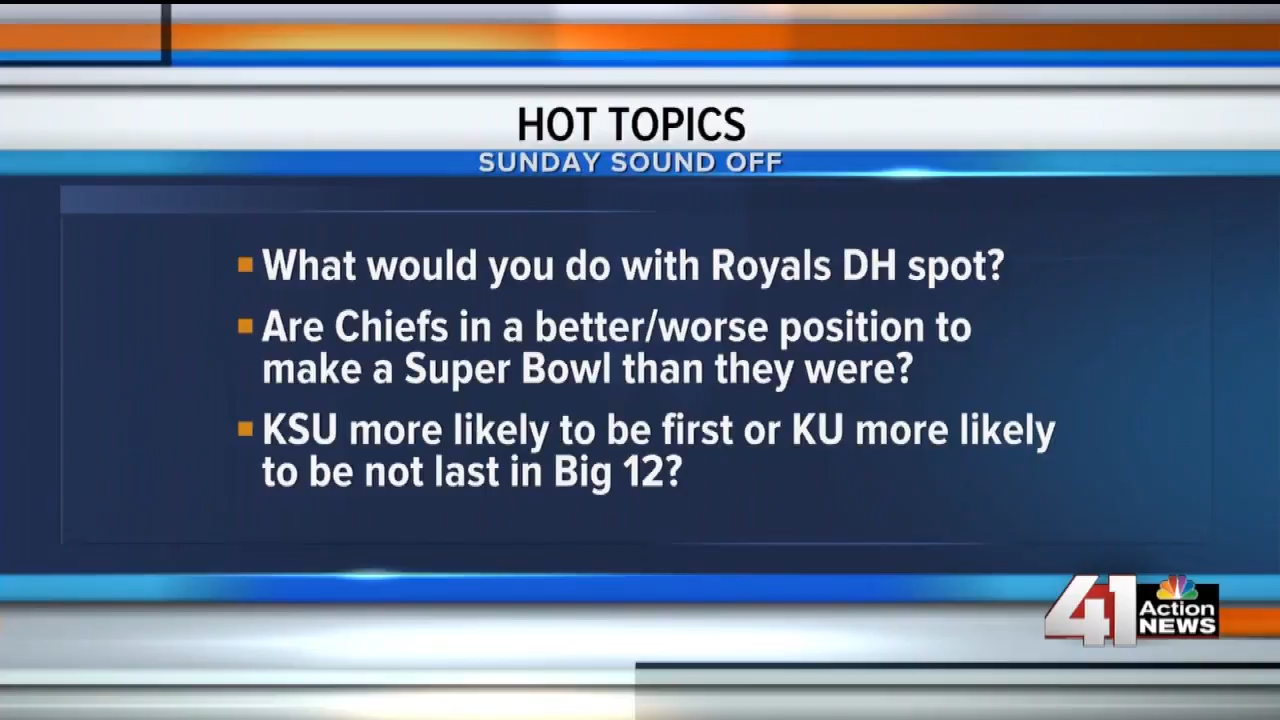 HOT TOPICS
SUNDAY SOUND OFF
What would you do with Royals DH spot?
Are Chiefs in a better/worse position to
make a Super Bowl than they were?
KSU more likely to be first or KU more likely
to be not last in Big 12?
41 Action
NEWS